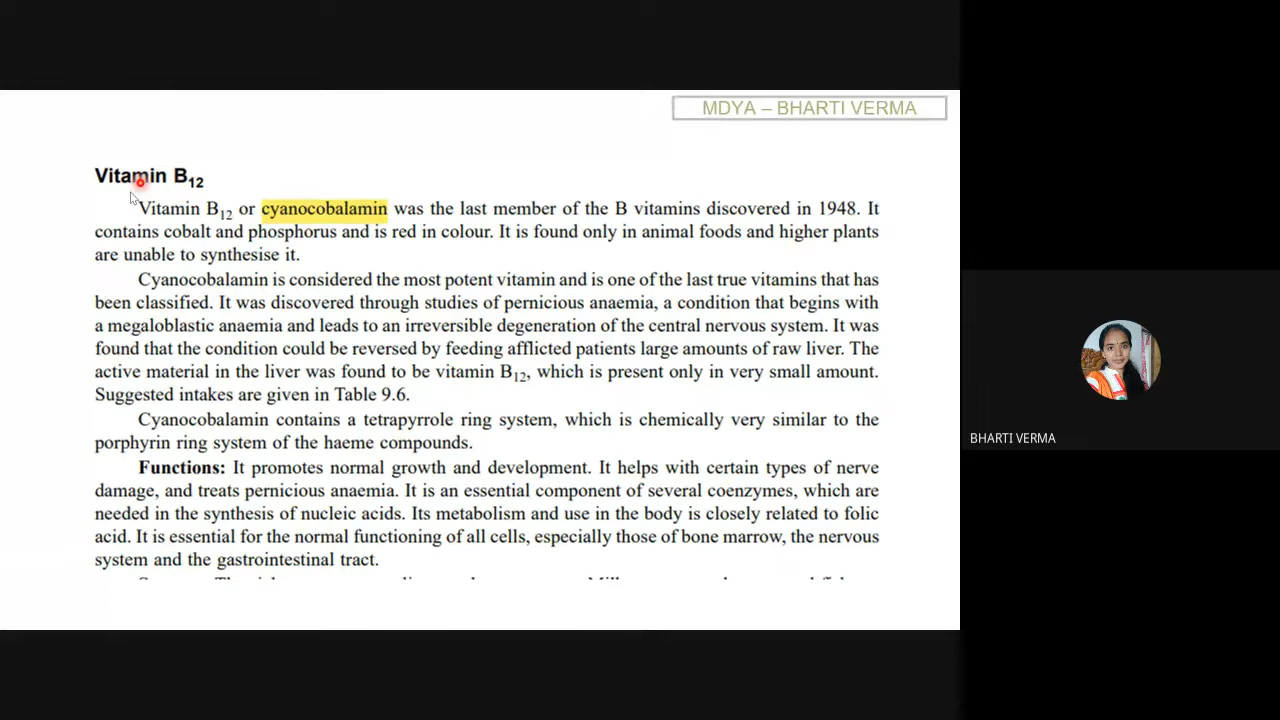 MDYA – BHARTI VERMA
Vitamin B12
Vitamin B12 or cyanocobalamin was the last member of the B vitamins discovered in 1948. It
contains cobalt and phosphorus and is red in colour. It is found only in animal foods and higher plants
are unable to synthesise it.
Cyanocobalamin is considered the most potent vitamin and is one of the last true vitamins that has
been classified. It was discovered through studies of pernicious anaemia, a condition that begins with
a megaloblastic anaemia and leads to an irreversible degeneration of the central nervous system. It was
found that the condition could be reversed by feeding afflicted patients large amounts of raw liver. The
active material in the liver was found to be vitamin B12, which is present only in very small amount.
Suggested intakes are given in Table 9.6.
Cyanocobalamin contains a tetrapyrrole ring system, which is chemically very similar to the
porphyrin ring system of the haeme compounds.
Functions: It promotes normal growth and development. It helps with certain types of nerve
damage, and treats pernicious anaemia. It is an essential component of several coenzymes, which are
needed in the synthesis of nucleic acids. Its metabolism and use in the body is closely related to folic
acid. It is essential for the normal functioning of all cells, especially those of bone marrow, the nervous
system and the gastrointestinal tract.
BHARTI VERMA